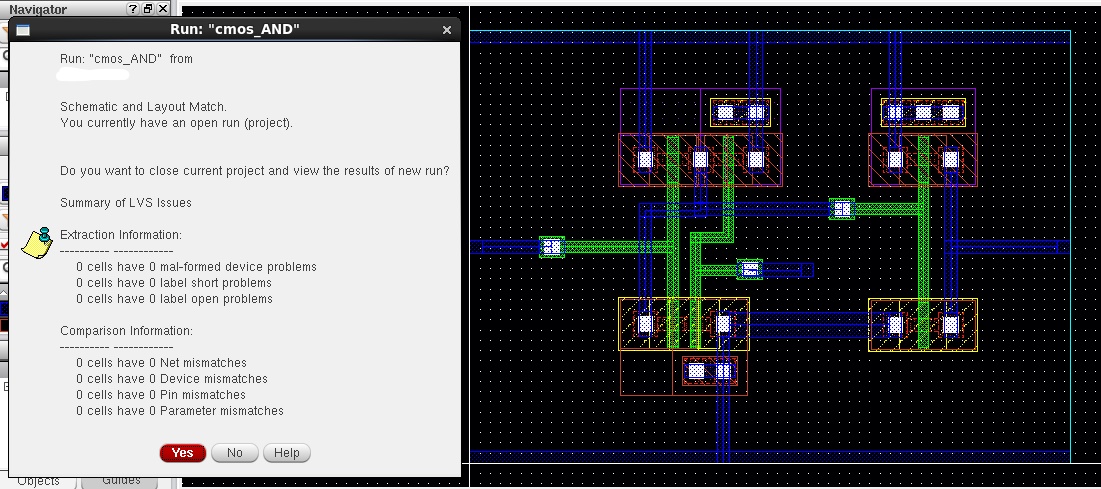 Navigator
Run: "cmos_AND"
Run: "cmos_AND" from
Schematic and Layout Match.
You currently have an open run (project).
Do you want to close current project and view the results of new run?
Summary of LVS Issues
Extraction Information:
---------- ------------
0 cells have 0 mal-formed device problems
0 cells have 0 label short problems
0 cells have 0 label open problems
Comparison Information:
---------- ------------
0 cells have 0 Net mismatches
0 cells have 0 Device mismatches
0 cells have 0 Pin mismatches
0 cells have 0 Parameter mismatches
Yes No Help
Objects Guides